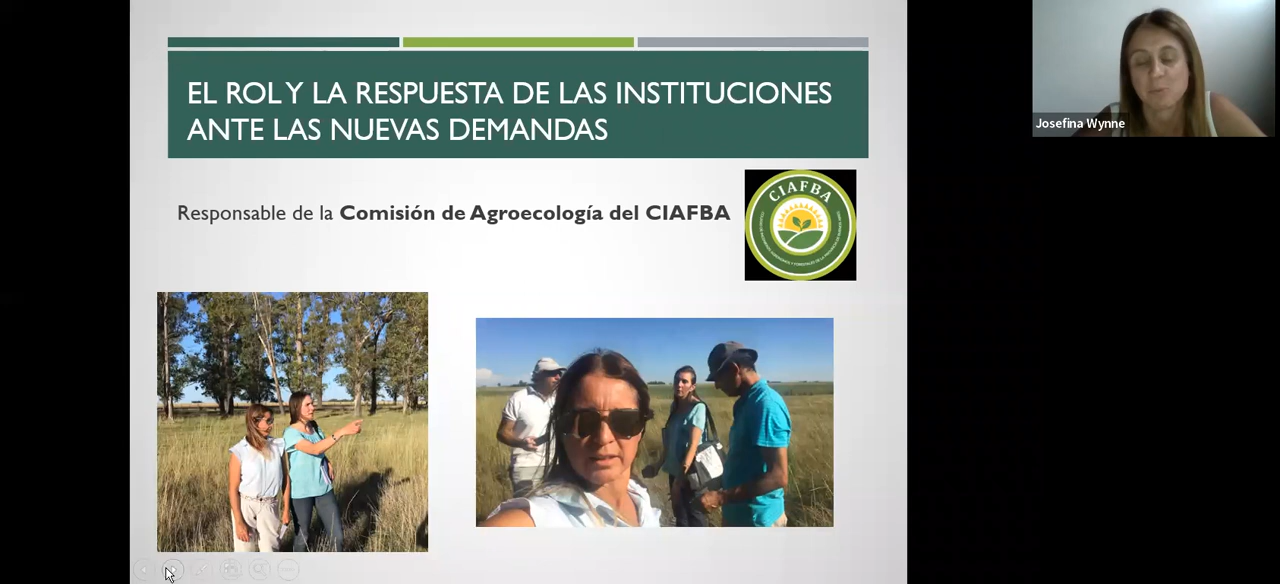 EL ROL Y LA RESPUESTA DE LAS INSTITUCIONES
ANTE LAS NUEVAS DEMANDAS
Responsable de la Comisión de Agroecología del CIAFBA
CIAFBA
Josefina Wynne